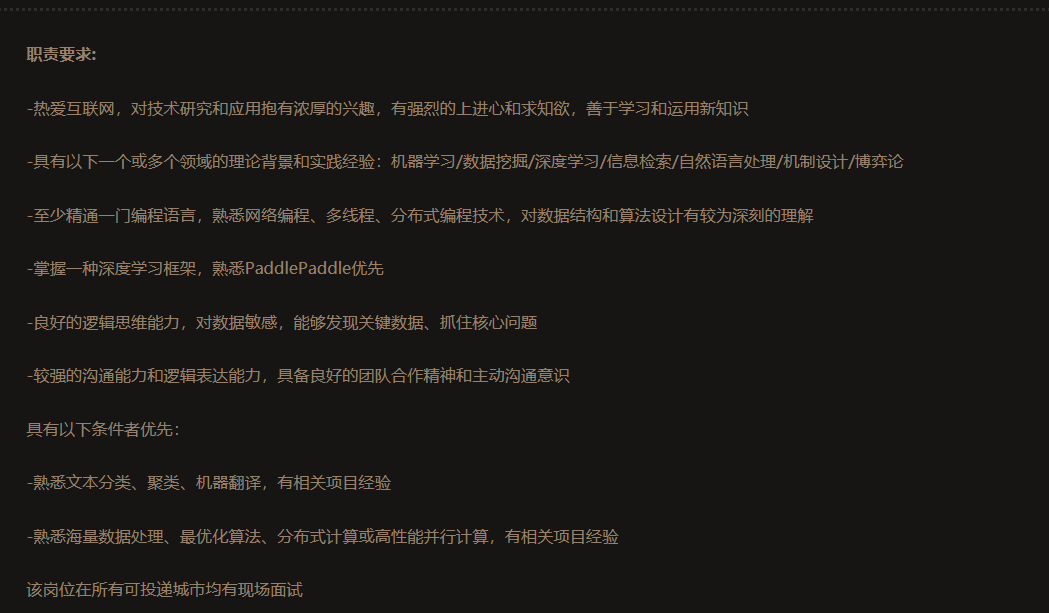 职责要求:
-热爱互联网，对技术研究和应用抱有浓厚的兴趣，有强烈的上进心和求知欲，善于学习和运用新知识
-具有以下一个或多个领域的理论背景和实践经验：机器学习/数据挖掘/深度学习/信息检索/自然语言处理/机制设计/博弈论
-至少精通一门编程语言，熟悉网络编程、多线程、分布式编程技术，对数据结构和算法设计有较为深刻的理解
-掌握一种深度学习框架，熟悉PaddlePaddle优先
-良好的逻辑思维能力，对数据敏感，能够发现关键数据、抓住核心问题
-较强的沟通能力和逻辑表达能力，具备良好的团队合作精神和主动沟通意识
具有以下条件者优先：
-熟悉文本分类、聚类、机器翻译，有相关项目经验
-熟悉海量数据处理、最优化算法、分布式计算或高性能并行计算，有相关项目经验
该岗位在所有可投递城市均有现场面试